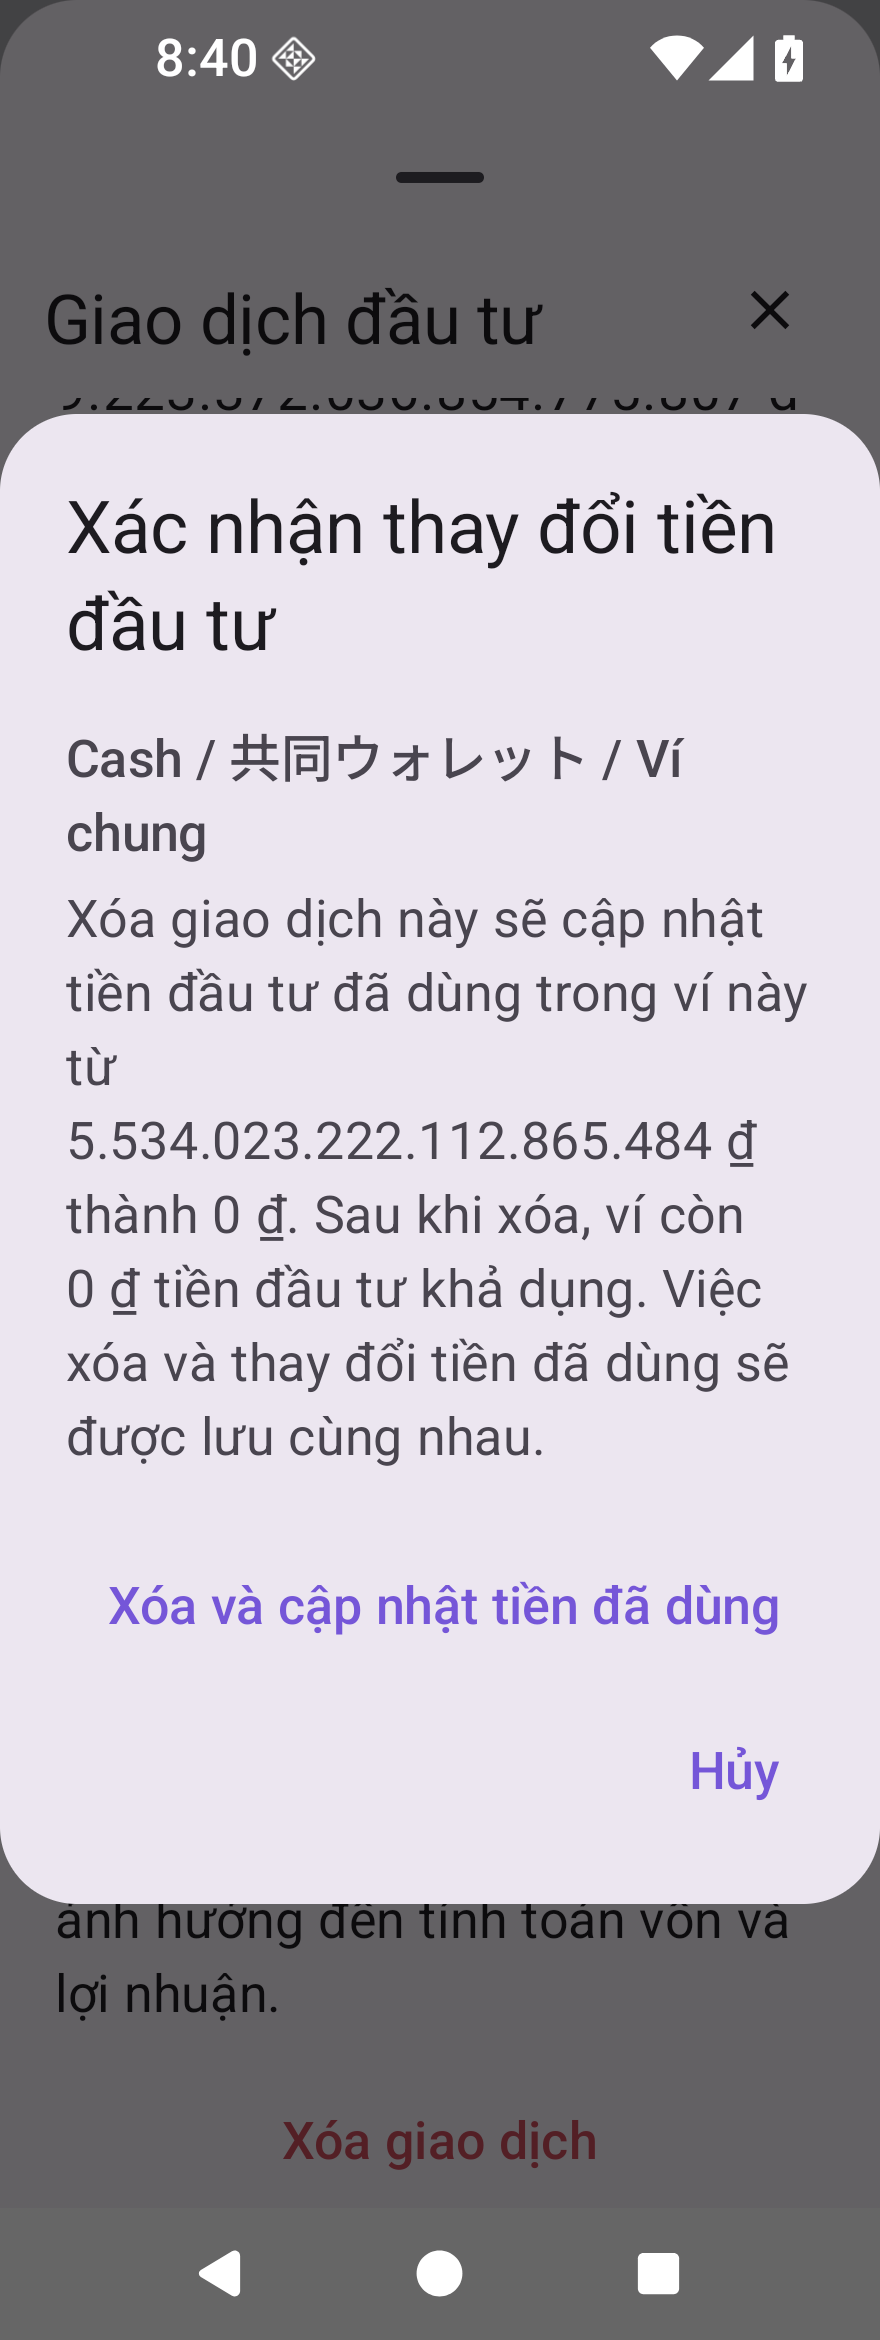 8:40
Giao dịch đầu tư
Xác nhận thay đổi tiền
đầu tư
Cash / 共同ウォレット / Ví
chung
Xóa giao dịch này sẽ cập nhật
tiền đầu tư đã dùng trong ví này
từ
5.534.023.222.112.865.484 ₫
thành 0 ₫. Sau khi xóa, ví còn
0 ₫ tiền đầu tư khả dụng. Việc
xóa và thay đổi tiền đã dùng sẽ
được lưu cùng nhau.
Xóa và cập nhật tiền đã dùng
Hủy
ảnh hưởng đến tính toán vốn và
lợi nhuận.
Xóa giao dịch